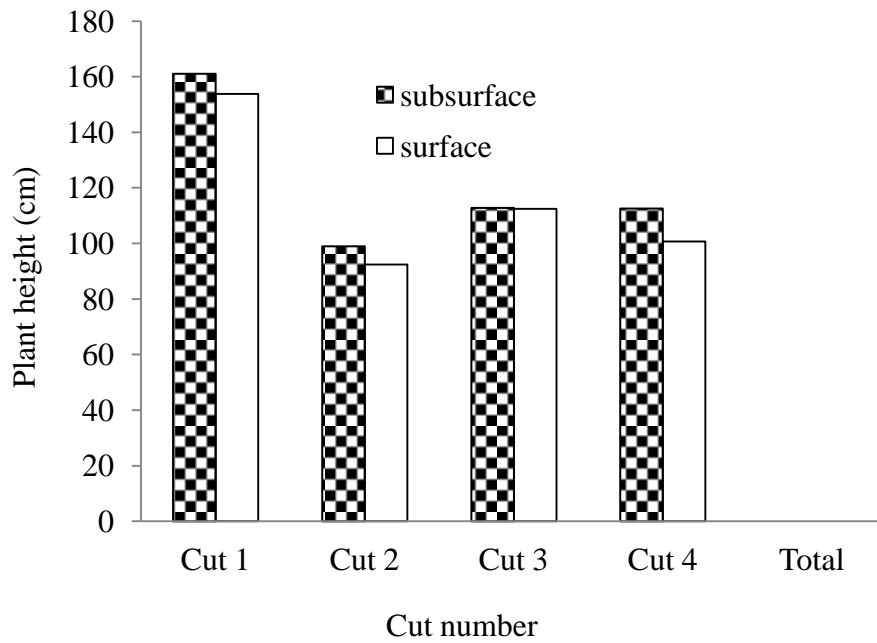 180
160
140
120
100
80
60
40
20
0
Plant height (cm)
subsurface
surface
Cut 1 Cut 2 Cut 3 Cut 4 Total
Cut number